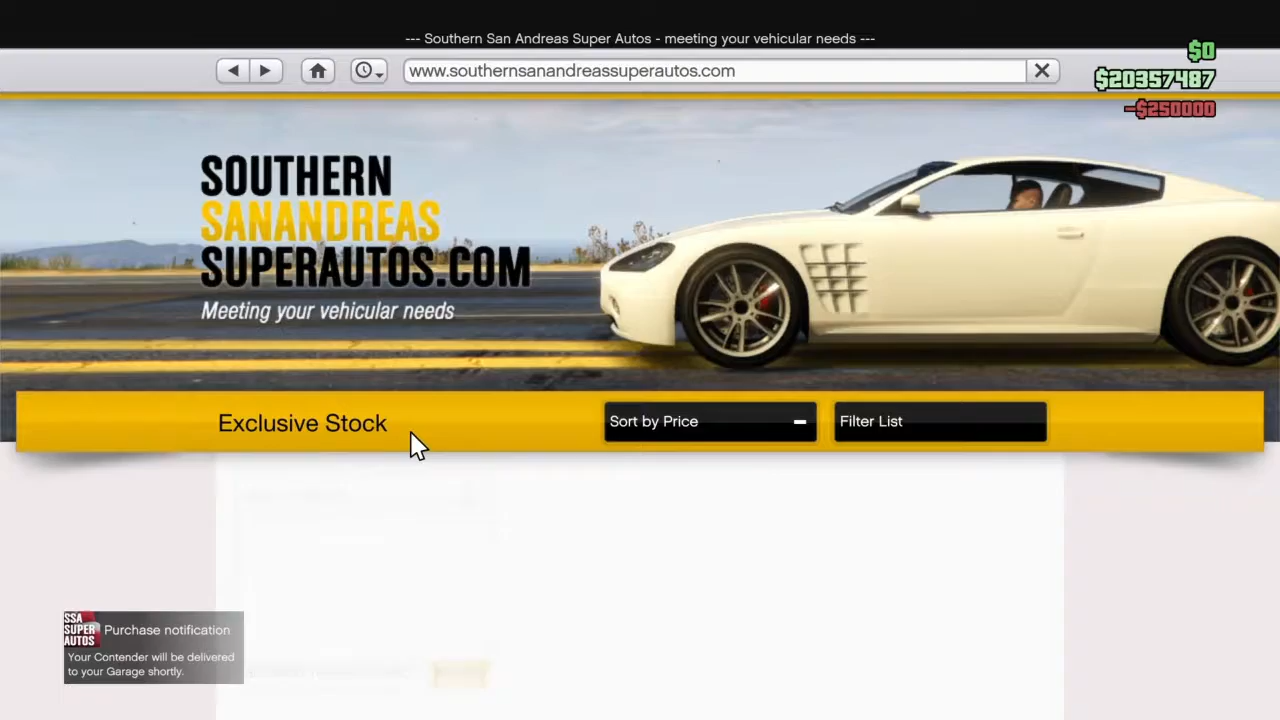 --- Southern San Andreas Super Autos - meeting your vehicular needs ---
$0
www.southernsanandreassuperautos.com
$20357487
-$250000
SOUTHERN
SANANDREAS
SUPERAUTOS.COM
Meeting your vehicular needs
Exclusive Stock
Sort by Price
Filter List
SSA
SUPER
AUTOS
Purchase notification
Your Contender will be delivered
to your Garage shortly.